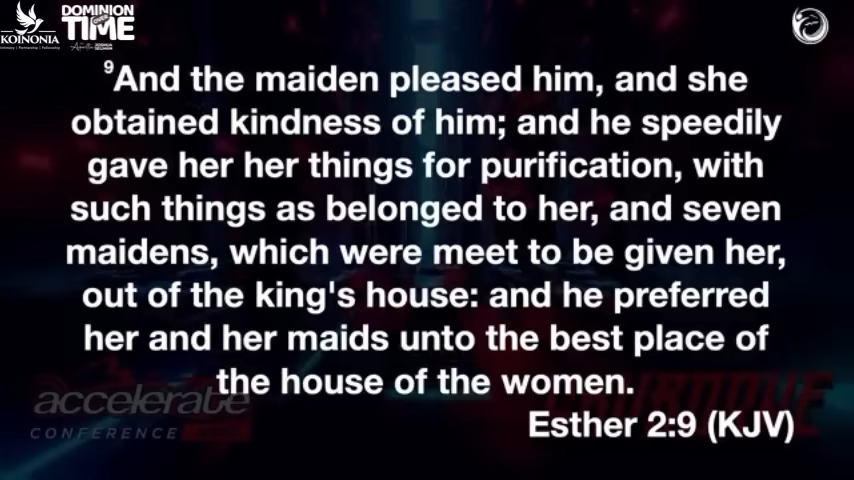 KOINONIA
DOMINION
OVER
TIME
⁹And the maiden pleased him, and she
obtained kindness of him; and he speedily
gave her her things for purification, with
such things as belonged to her, and seven
maidens, which were meet to be given her,
out of the king's house: and he preferred
her and her maids unto the best place of
the house of the women.
accelerate
CONFERENCE
Esther 2:9 (KJV)